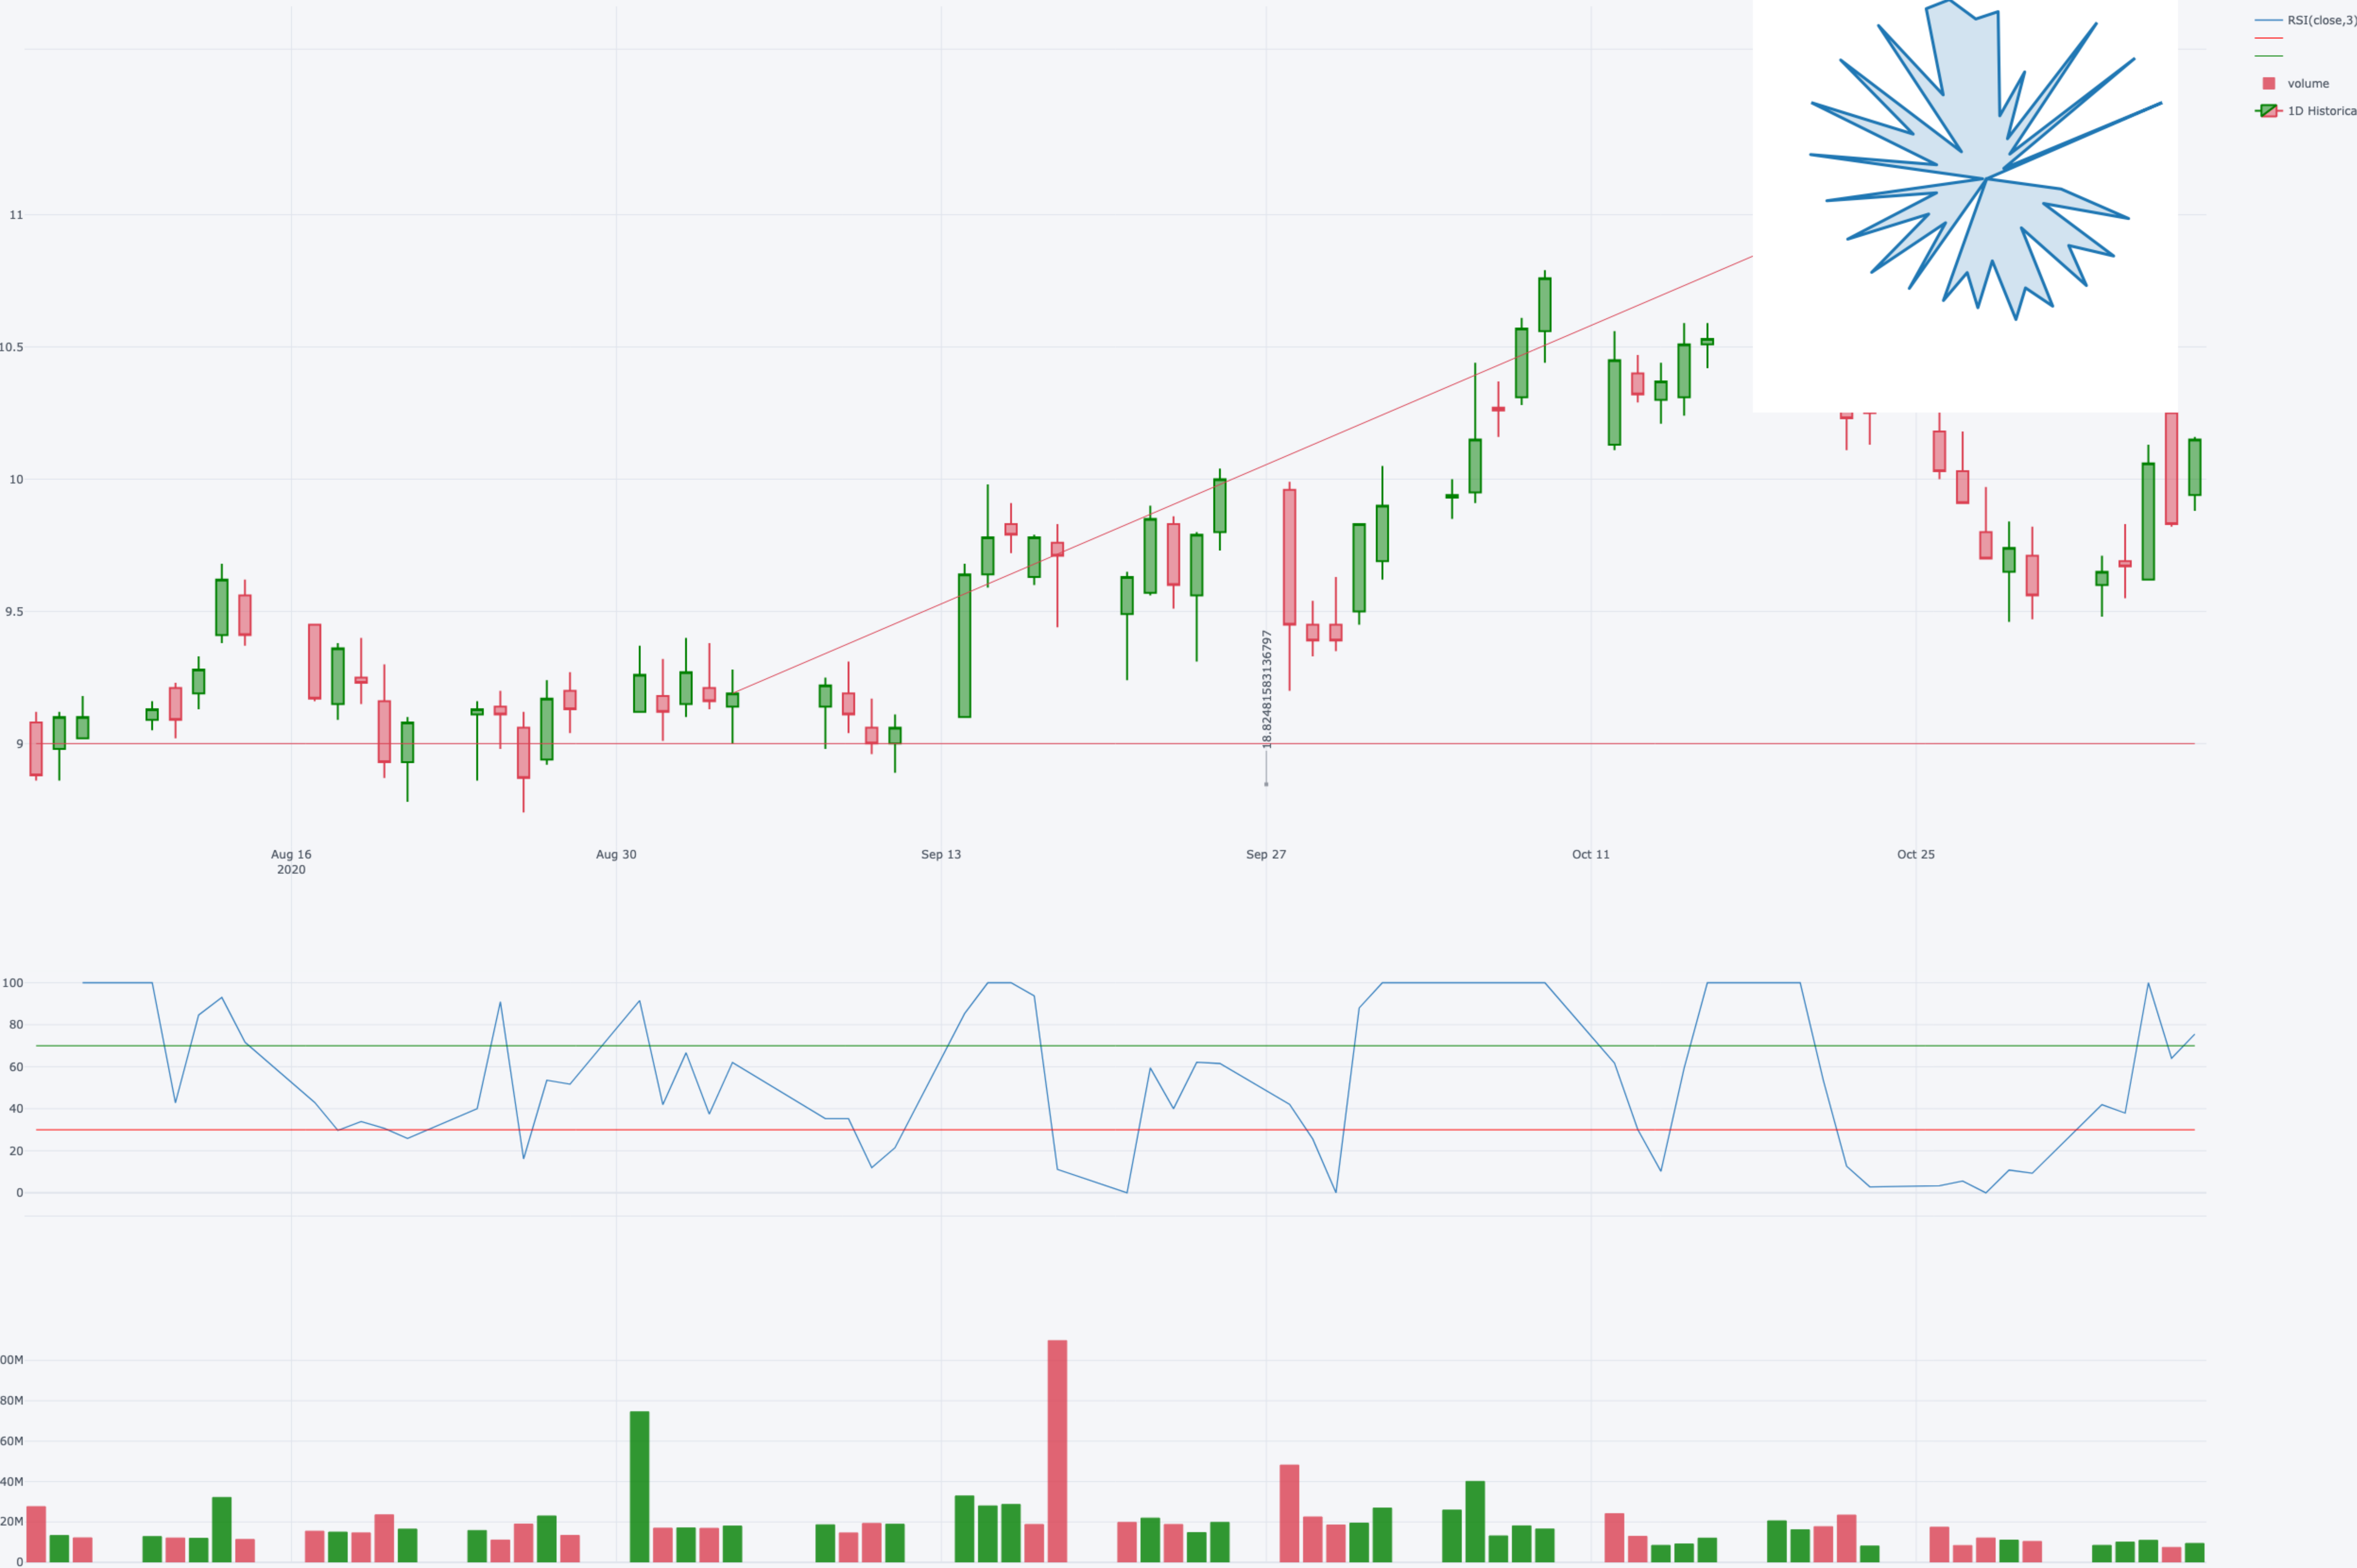 RSI(close,3)
volume
1D Historica
11
10.5
10
9.5
9
18.82481583136797
Aug 16
2020
Aug 30
Sep 13
Sep 27
Oct 11
Oct 25
100
80
60
40
20
0
00M
80M
60M
40M
20M
0